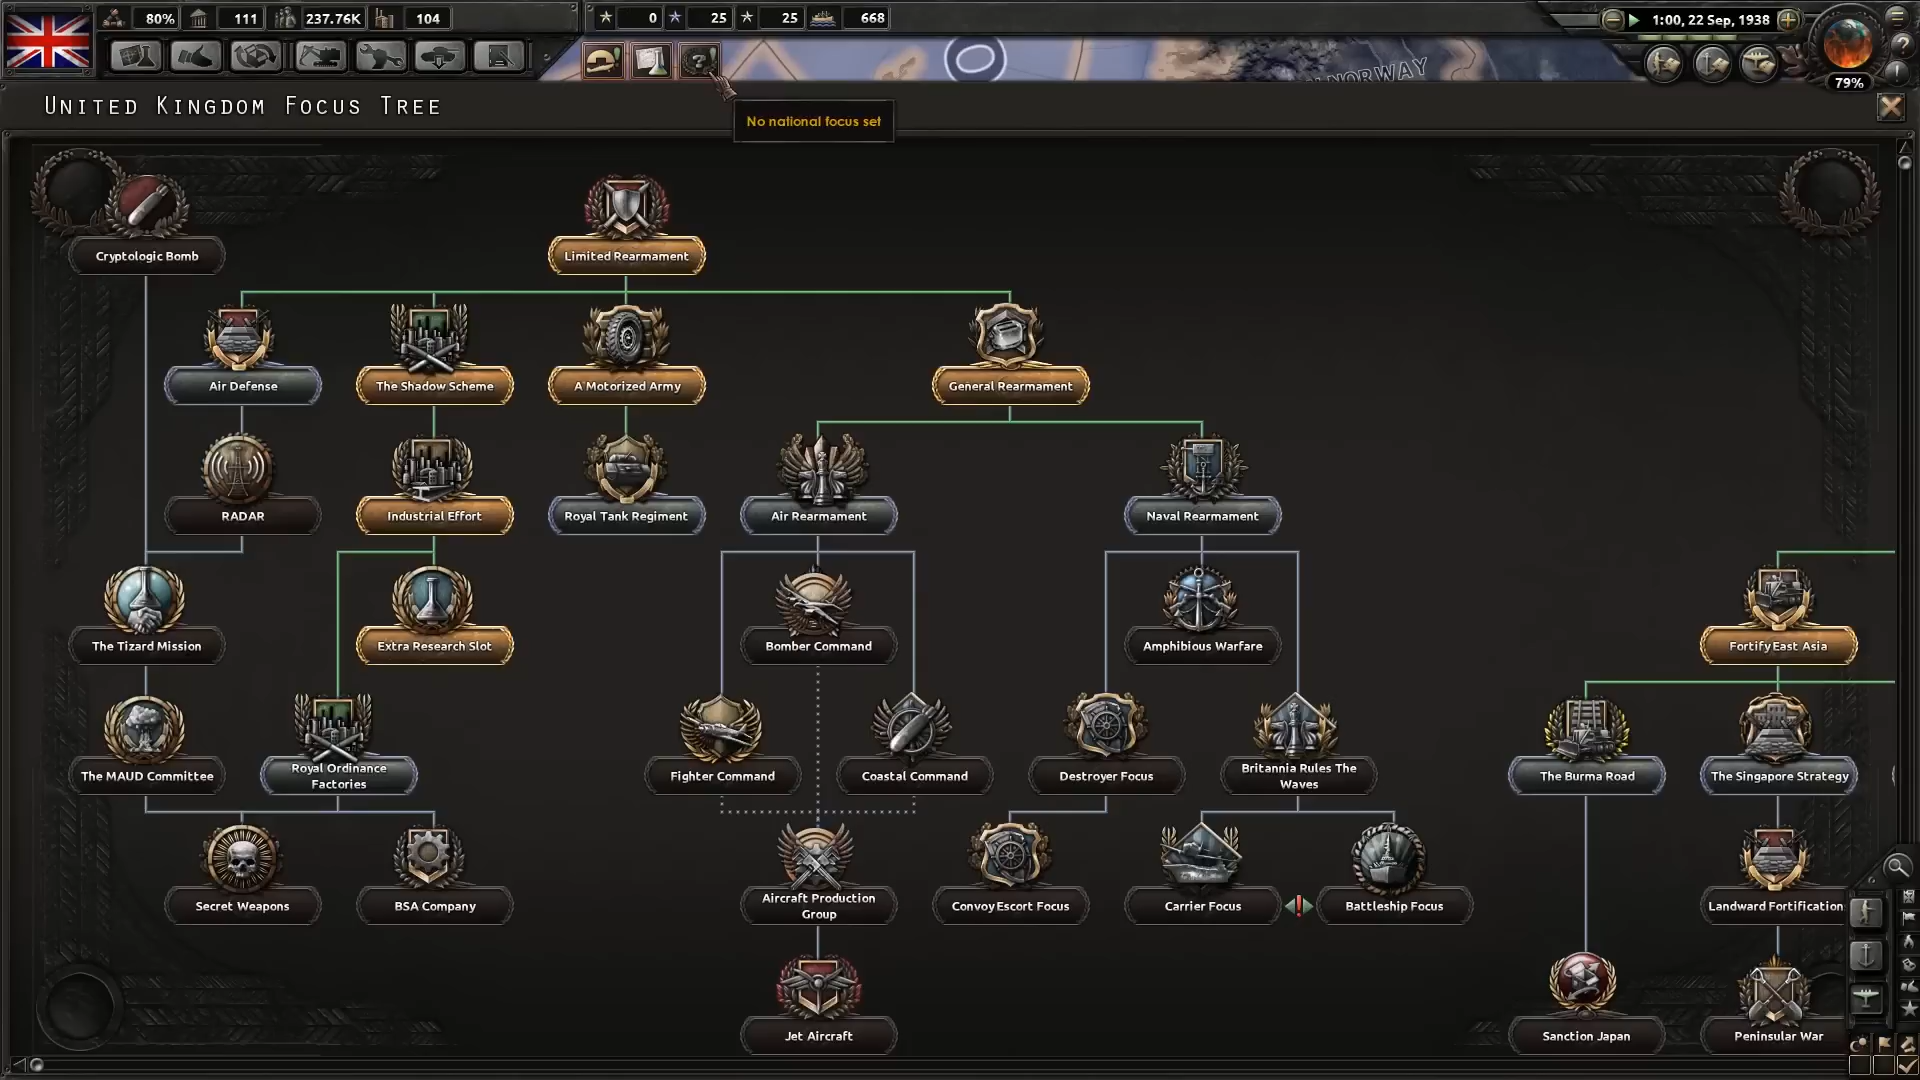 80%
111
237.76K
104
0
25
25
668
1:00, 22 Sep, 1938
NORWAY
79%
United Kingdom Focus Tree
No national focus set
Cryptologic Bomb
Limited Rearmament
Air Defense
The Shadow Scheme
A Motorized Army
General Rearmament
RADAR
Industrial Effort
Royal Tank Regiment
Air Rearmament
Naval Rearmament
The Tizard Mission
Extra Research Slot
Bomber Command
Amphibious Warfare
Fortify East Asia
The MAUD Committee
Royal Ordinance
Factories
Fighter Command
Coastal Command
Destroyer Focus
Britannia Rules The
Waves
The Burma Road
The Singapore Strategy
Secret Weapons
BSA Company
Aircraft Production
Group
Convoy Escort Focus
Carrier Focus
Battleship Focus
Landward Fortification
Jet Aircraft
Sanction Japan
Peninsular War